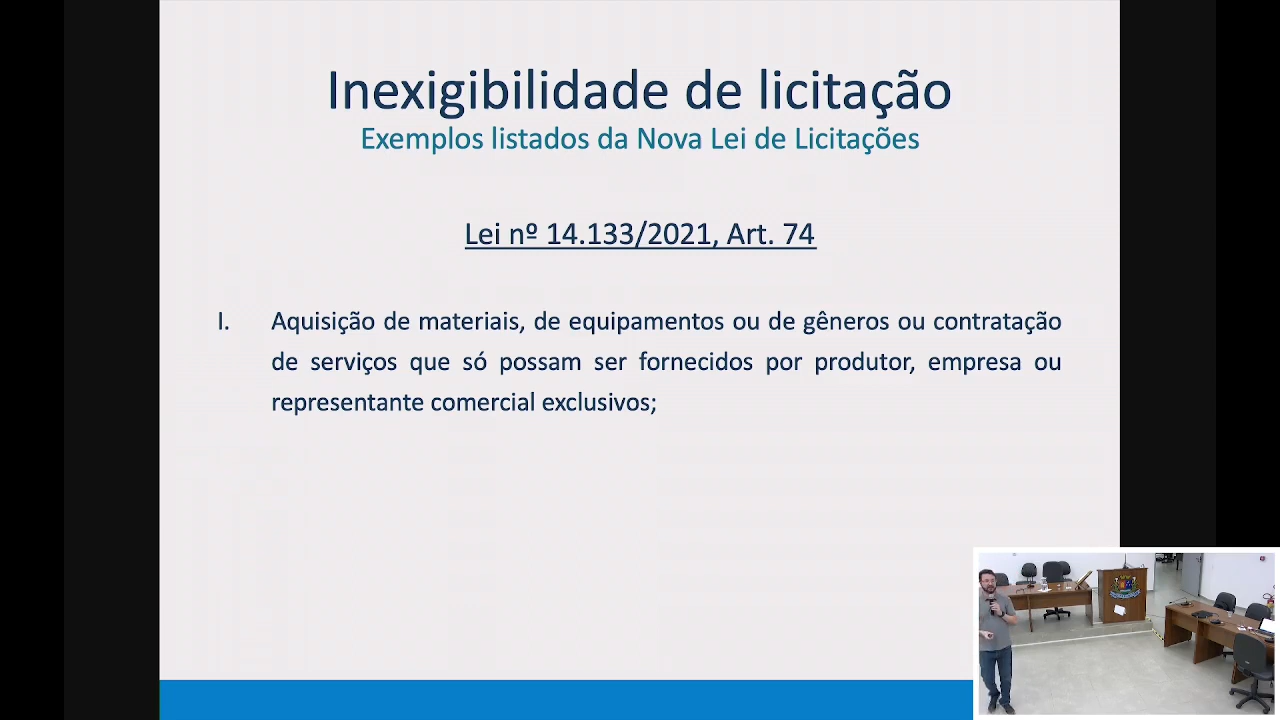 Inexigibilidade de licitação
Exemplos listados da Nova Lei de Licitações
Lei nº 14.133/2021, Art. 74
I. Aquisição de materiais, de equipamentos ou de gêneros ou contratação
de serviços que só possam ser fornecidos por produtor, empresa ou
representante comercial exclusivos;